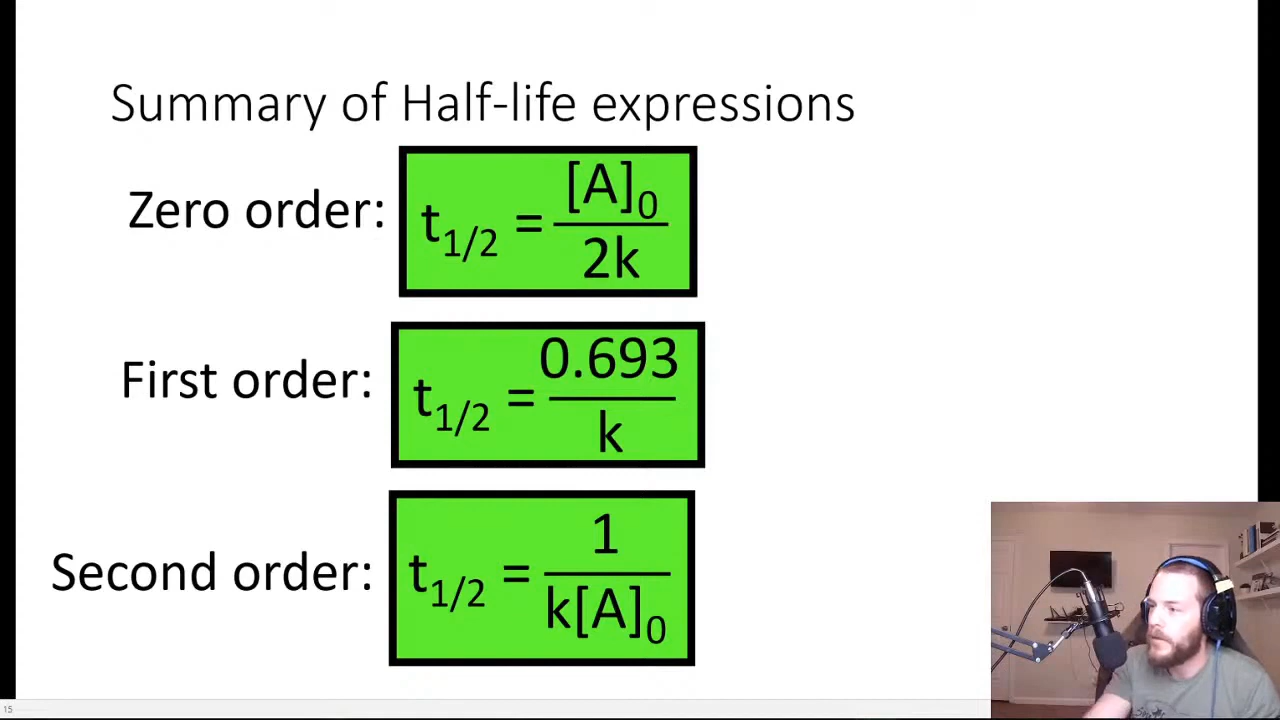 Summary of Half-life expressions
Zero order: t1/2 = [A]0 / 2k
First order: t1/2 = 0.693 / k
Second order: t1/2 = 1 / k[A]0
15